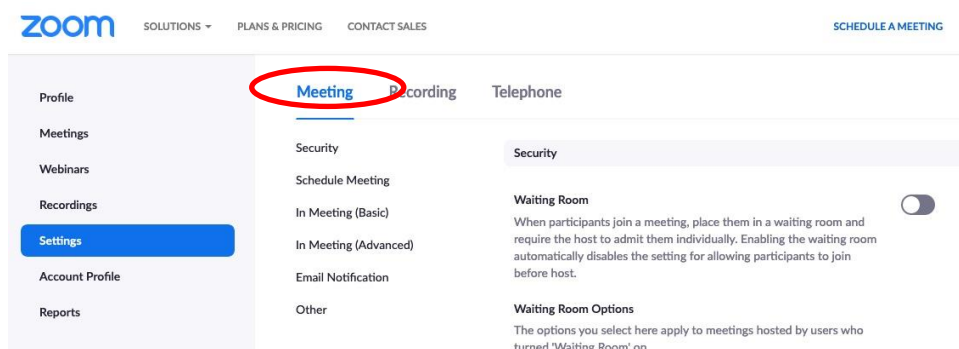 zoom SOLUTIONS PLANS & PRICING CONTACT SALES SCHEDULE A MEETING
Profile
Meetings
Webinars
Recordings
Settings
Account Profile
Reports
Meeting Recording Telephone
Security
Schedule Meeting
In Meeting (Basic)
In Meeting (Advanced)
Email Notification
Other
Security
Waiting Room
When participants join a meeting, place them in a waiting room and
require the host to admit them individually. Enabling the waiting room
automatically disables the setting for allowing participants to join
before host.
Waiting Room Options
The options you select here apply to meetings hosted by users who
turned 'Waiting Room' on